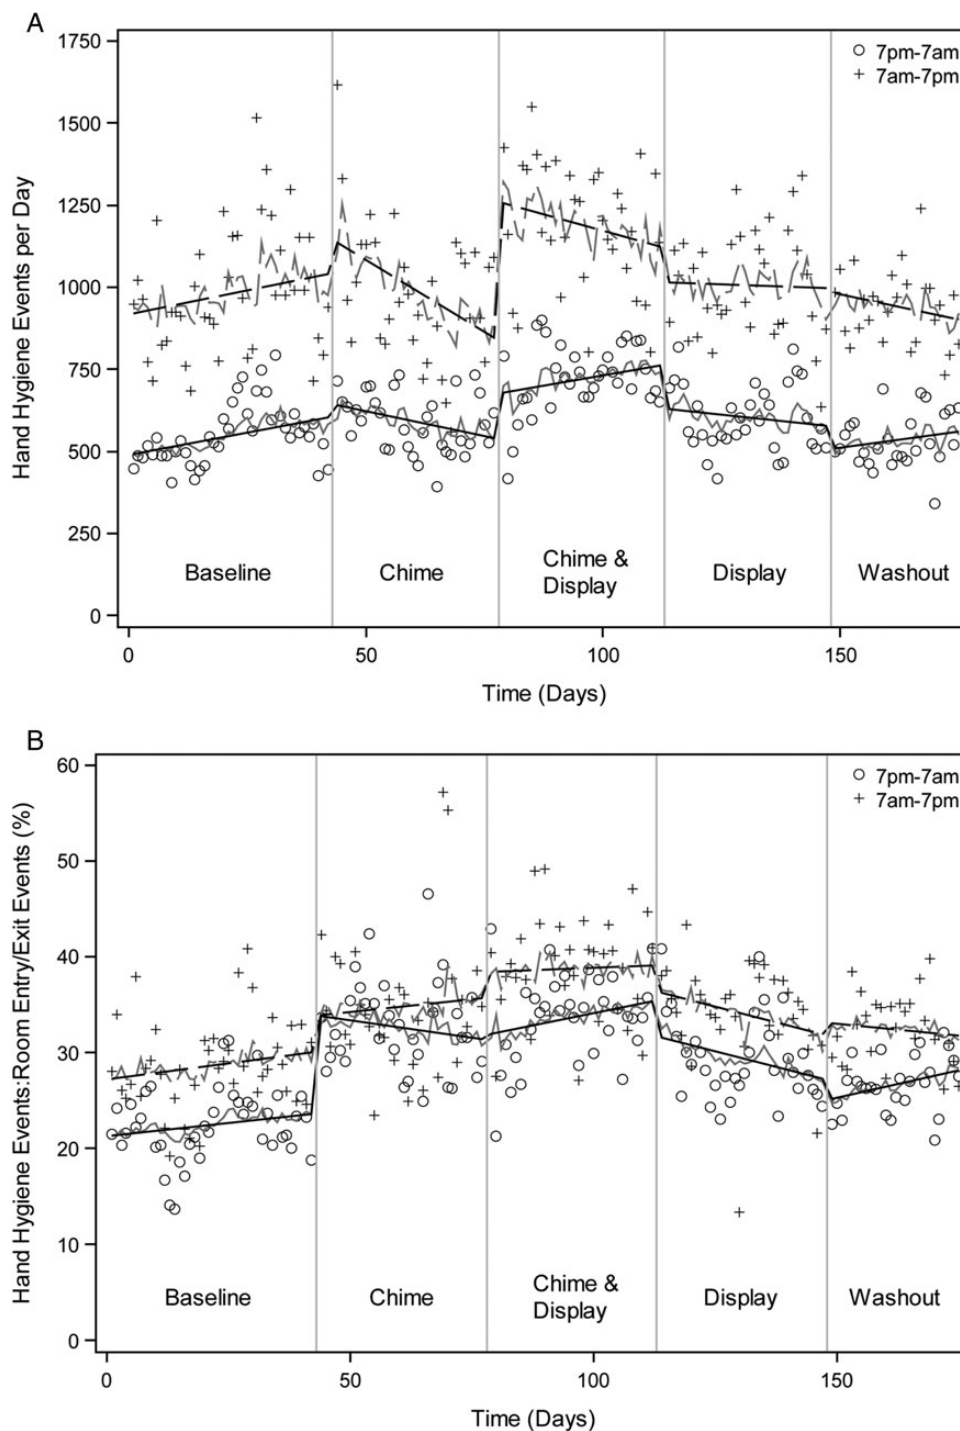 A
1750
1500
1250
1000
750
500
250
0
Hand Hygiene Events per Day
7pm-7am
7am-7pm
Baseline
Chime
Chime &
Display
Display
Washout
0
50
100
150
Time (Days)
B
60
50
40
30
20
10
0
Hand Hygiene Events:Room Entry/Exit Events (%)
7pm-7am
7am-7pm
Baseline
Chime
Chime &
Display
Display
Washout
0
50
100
150
Time (Days)